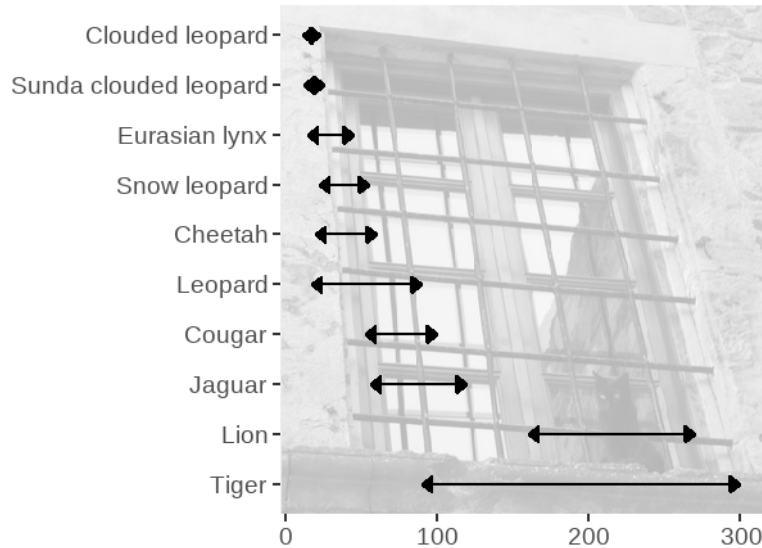 Clouded leopard
Sunda clouded leopard
Eurasian lynx
Snow leopard
Cheetah
Leopard
Cougar
Jaguar
Lion
Tiger
0 100 200 300